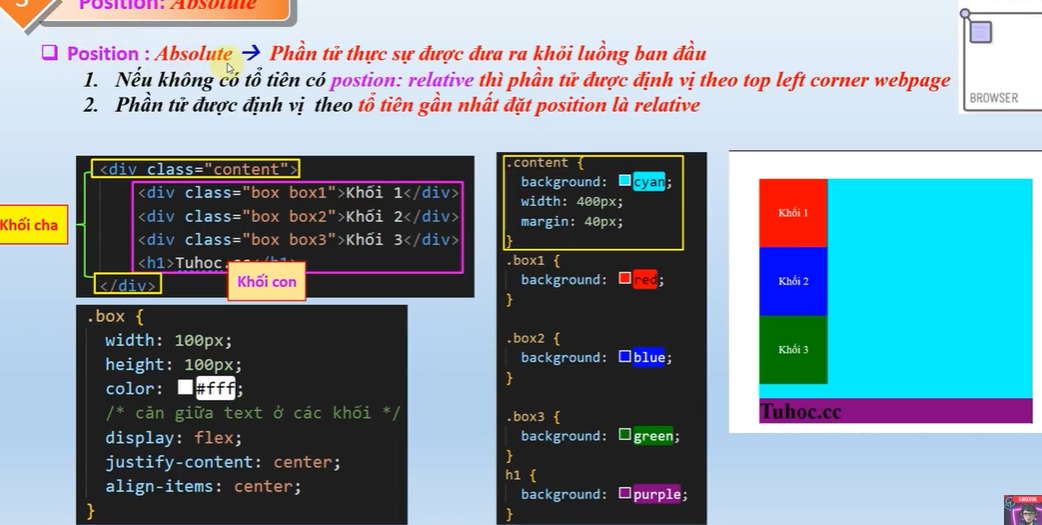 Position: Absolute
Position : Absolute → Phần tử thực sự được đưa ra khỏi luồng ban đầu
1. Nếu không có tổ tiên có postion: relative thì phần tử được định vị theo top left corner webpage
2. Phần tử được định vị theo tổ tiên gần nhất đặt position là relative
BROWSER
Khối cha
<div class="content">
<div class="box box1">Khối 1</div>
<div class="box box2">Khối 2</div>
<div class="box box3">Khối 3</div>
<h1>Tuhoc.cc</h1>
</div>
Khối con
.box {
width: 100px;
height: 100px;
color: #fff;
/* căn giữa text ở các khối */
display: flex;
justify-content: center;
align-items: center;
}
.content {
background: cyan;
width: 400px;
margin: 40px;
}
.box1 {
background: red;
}
.box2 {
background: blue;
}
.box3 {
background: green;
}
h1 {
background: purple;
}
Khối 1
Khối 2
Khối 3
Tuhoc.cc